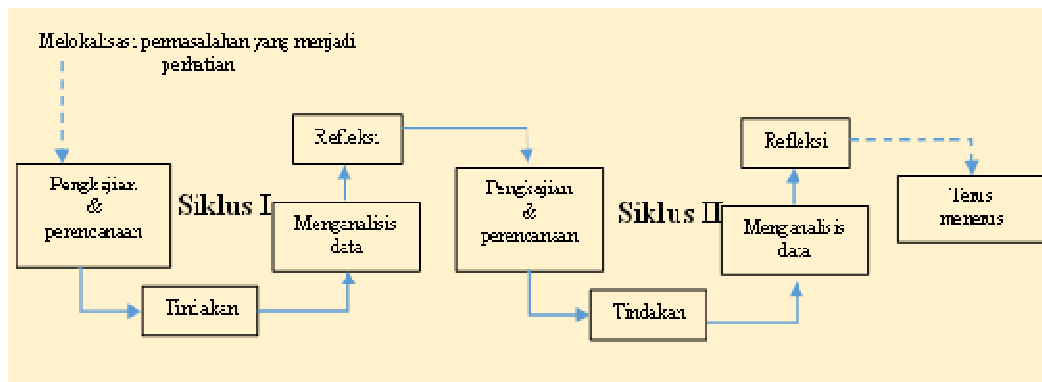 Melokalisasi permasalahan yang menjadi
perhatian
Pengkajian
&
perencanaan
Siklus I
Refleksi
Menganalisis
data
Tindakan
Pengkajian
&
perencanaan
Siklus II
Refleksi
Menganalisis
data
Tindakan
Terus
menerus